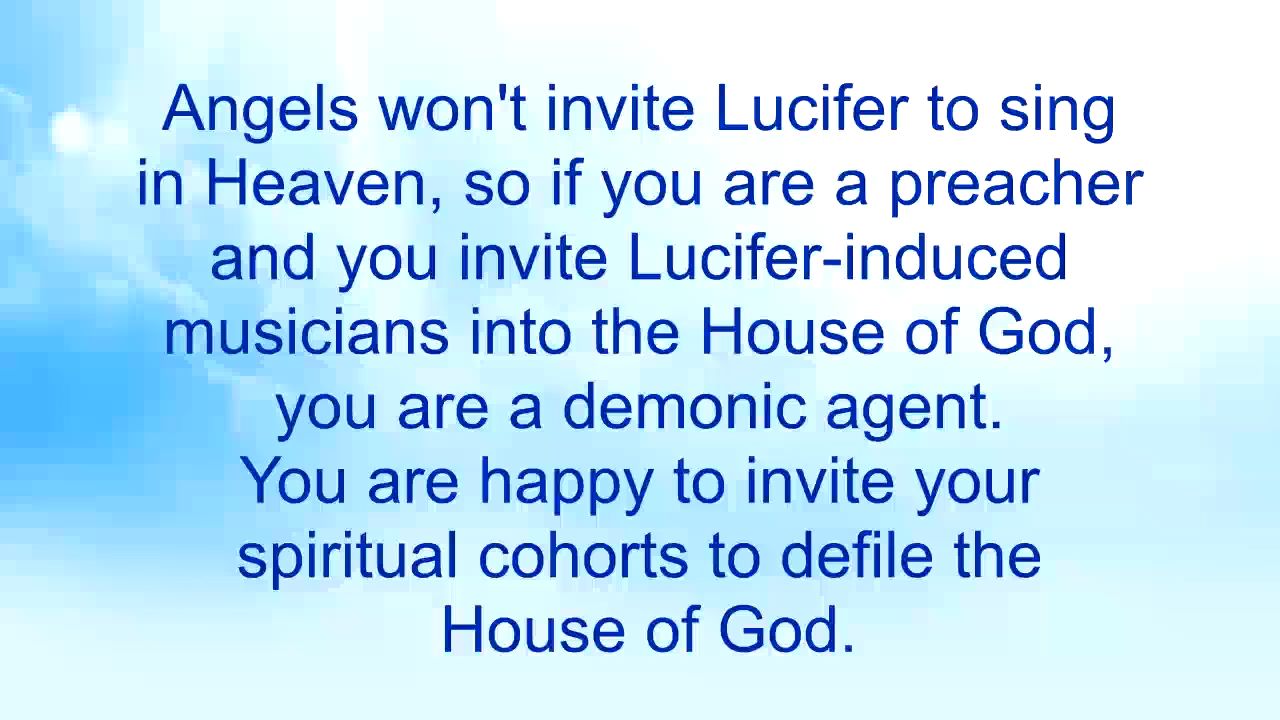 Angels won't invite Lucifer to sing
in Heaven, so if you are a preacher
and you invite Lucifer-induced
musicians into the House of God,
you are a demonic agent.
You are happy to invite your
spiritual cohorts to defile the
House of God.